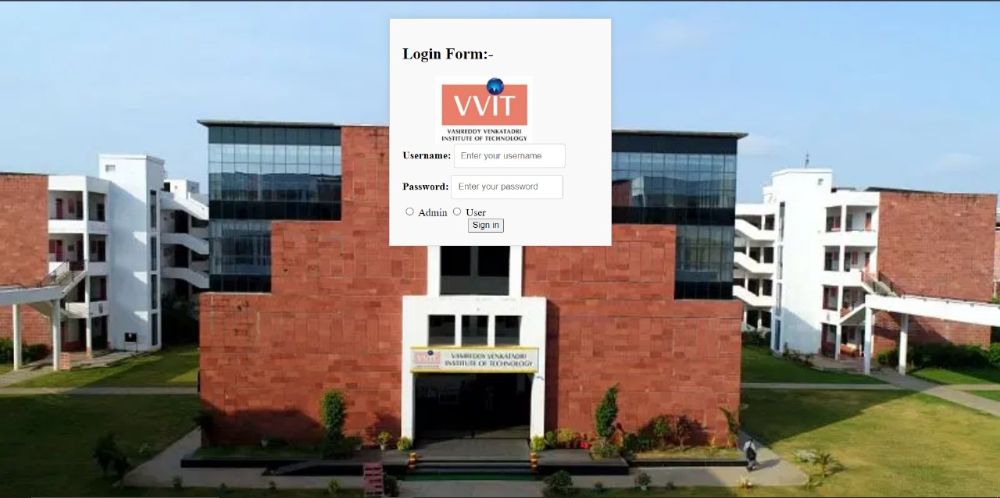 Login Form:-
VVIT
VASIREDDY VENKATADRI
INSTITUTE OF TECHNOLOGY
Username: Enter your username
Password: Enter your password
Admin User
Sign in
VVIT VASIREDDY VENKATADRI
INSTITUTE OF TECHNOLOGY